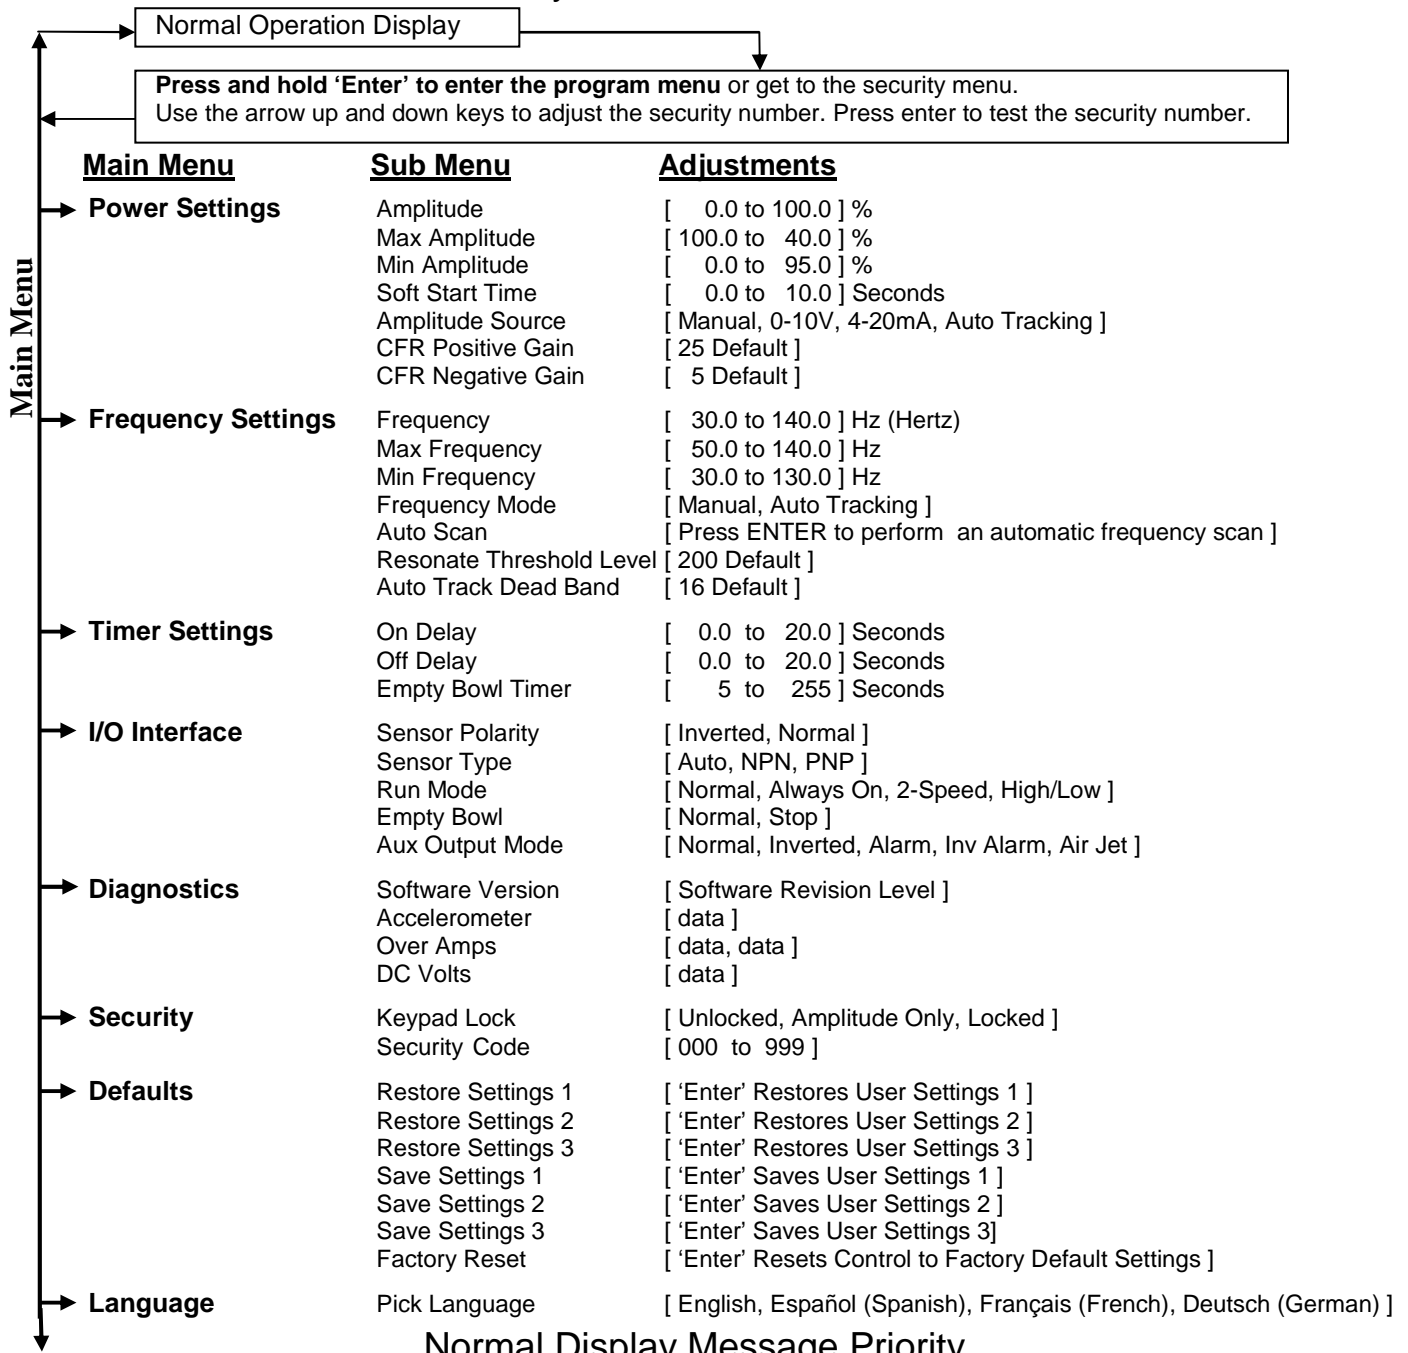 Normal Operation Display
Press and hold ‘Enter’ to enter the program menu or get to the security menu.
Use the arrow up and down keys to adjust the security number. Press enter to test the security number.
Main Menu Sub Menu Adjustments
Main Menu
Power Settings Amplitude [ 0.0 to 100.0 ] %
Max Amplitude [ 100.0 to 40.0 ] %
Min Amplitude [ 0.0 to 95.0 ] %
Soft Start Time [ 0.0 to 10.0 ] Seconds
Amplitude Source [ Manual, 0-10V, 4-20mA, Auto Tracking ]
CFR Positive Gain [ 25 Default ]
CFR Negative Gain [ 5 Default ]
Frequency Settings Frequency [ 30.0 to 140.0 ] Hz (Hertz)
Max Frequency [ 50.0 to 140.0 ] Hz
Min Frequency [ 30.0 to 130.0 ] Hz
Frequency Mode [ Manual, Auto Tracking ]
Auto Scan [ Press ENTER to perform an automatic frequency scan ]
Resonate Threshold Level [ 200 Default ]
Auto Track Dead Band [ 16 Default ]
Timer Settings On Delay [ 0.0 to 20.0 ] Seconds
Off Delay [ 0.0 to 20.0 ] Seconds
Empty Bowl Timer [ 5 to 255 ] Seconds
I/O Interface Sensor Polarity [ Inverted, Normal ]
Sensor Type [ Auto, NPN, PNP ]
Run Mode [ Normal, Always On, 2-Speed, High/Low ]
Empty Bowl [ Normal, Stop ]
Aux Output Mode [ Normal, Inverted, Alarm, Inv Alarm, Air Jet ]
Diagnostics Software Version [ Software Revision Level ]
Accelerometer [ data ]
Over Amps [ data, data ]
DC Volts [ data ]
Security Keypad Lock [ Unlocked, Amplitude Only, Locked ]
Security Code [ 000 to 999 ]
Defaults Restore Settings 1 [ ‘Enter’ Restores User Settings 1 ]
Restore Settings 2 [ ‘Enter’ Restores User Settings 2 ]
Restore Settings 3 [ ‘Enter’ Restores User Settings 3 ]
Save Settings 1 [ ‘Enter’ Saves User Settings 1 ]
Save Settings 2 [ ‘Enter’ Saves User Settings 2 ]
Save Settings 3 [ ‘Enter’ Saves User Settings 3]
Factory Reset [ ‘Enter’ Resets Control to Factory Default Settings ]
Language Pick Language [ English, Español (Spanish), Français (French), Deutsch (German) ]
Normal Display Message Priority